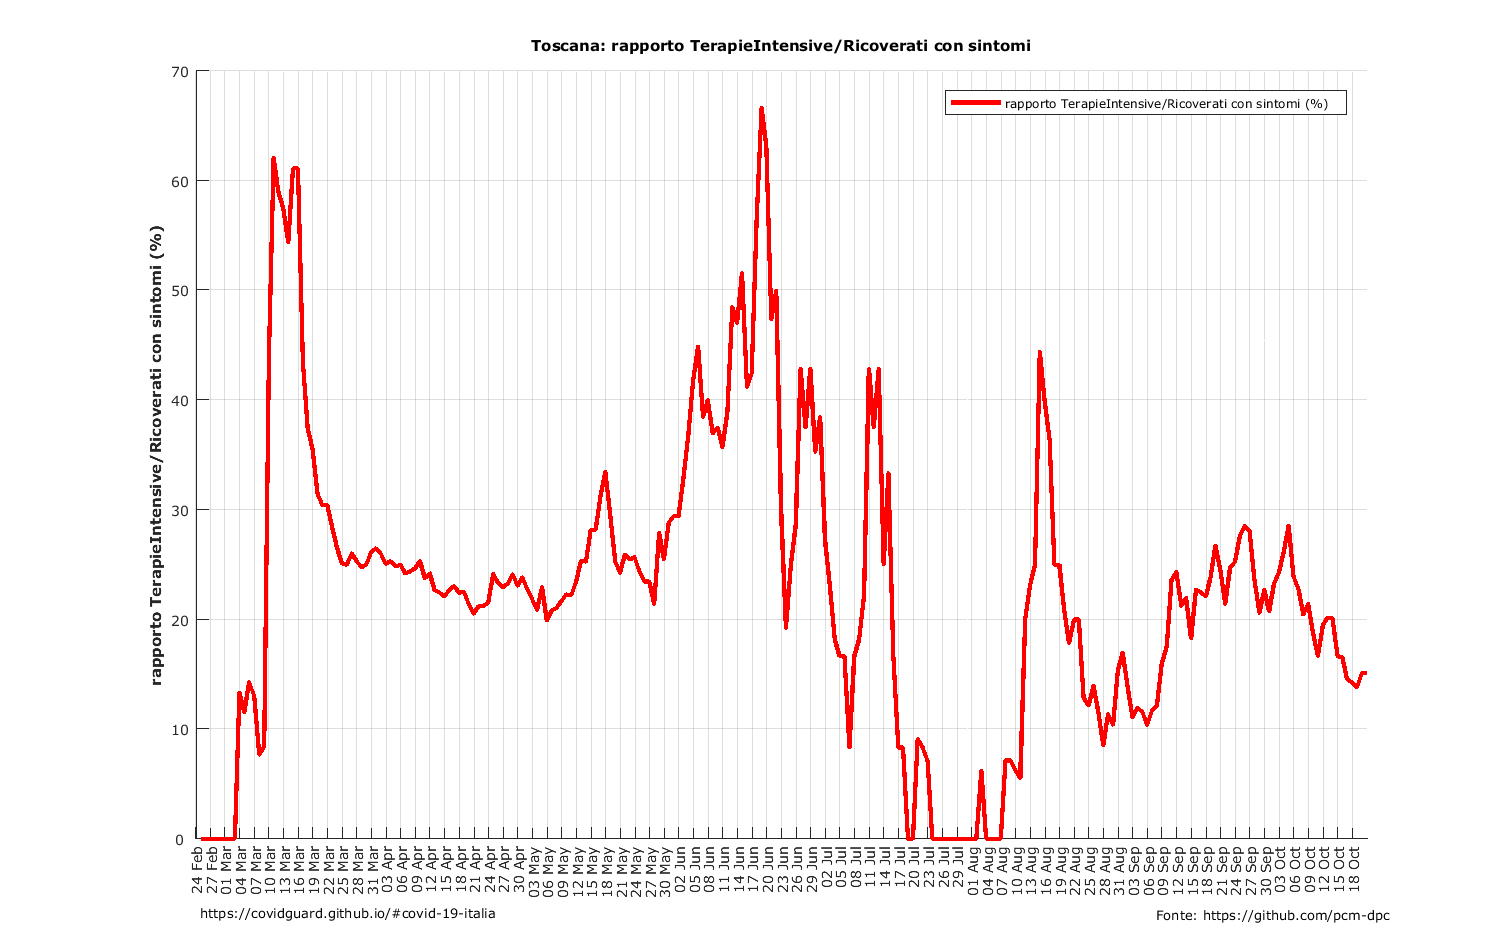 Toscana: rapporto TerapieIntensive/Ricoverati con sintomi
rapporto TerapieIntensive/Ricoverati con sintomi (%)
rapporto TerapieIntensive/Ricoverati con sintomi (%)
70
60
50
40
30
20
10
0
24 Feb
27 Feb
01 Mar
04 Mar
07 Mar
10 Mar
13 Mar
16 Mar
19 Mar
22 Mar
25 Mar
28 Mar
31 Mar
03 Apr
06 Apr
09 Apr
12 Apr
15 Apr
18 Apr
21 Apr
24 Apr
27 Apr
30 Apr
03 May
06 May
09 May
12 May
15 May
18 May
21 May
24 May
27 May
30 May
02 Jun
05 Jun
08 Jun
11 Jun
14 Jun
17 Jun
20 Jun
23 Jun
26 Jun
29 Jun
02 Jul
05 Jul
08 Jul
11 Jul
14 Jul
17 Jul
20 Jul
23 Jul
26 Jul
29 Jul
01 Aug
04 Aug
07 Aug
10 Aug
13 Aug
16 Aug
19 Aug
22 Aug
25 Aug
28 Aug
31 Aug
03 Sep
06 Sep
09 Sep
12 Sep
15 Sep
18 Sep
21 Sep
24 Sep
27 Sep
30 Sep
03 Oct
06 Oct
09 Oct
12 Oct
15 Oct
18 Oct
https://covidguard.github.io/#covid-19-italia
Fonte: https://github.com/pcm-dpc